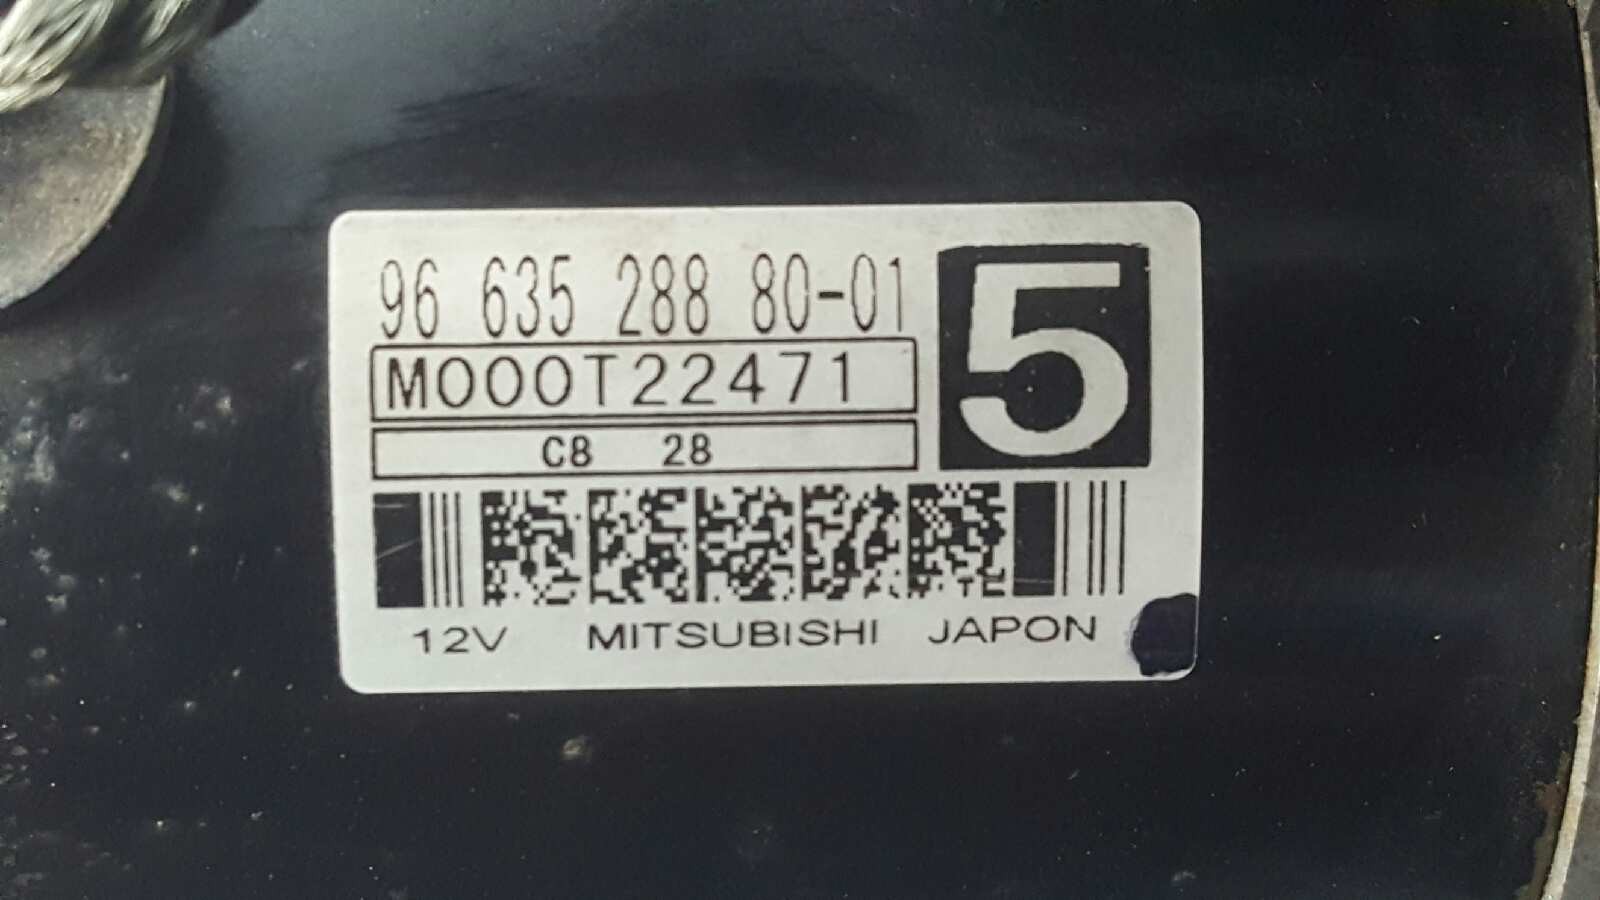 96 635 288 80-01
5
M000T22471
C8 28
12V MITSUBISHI JAPON